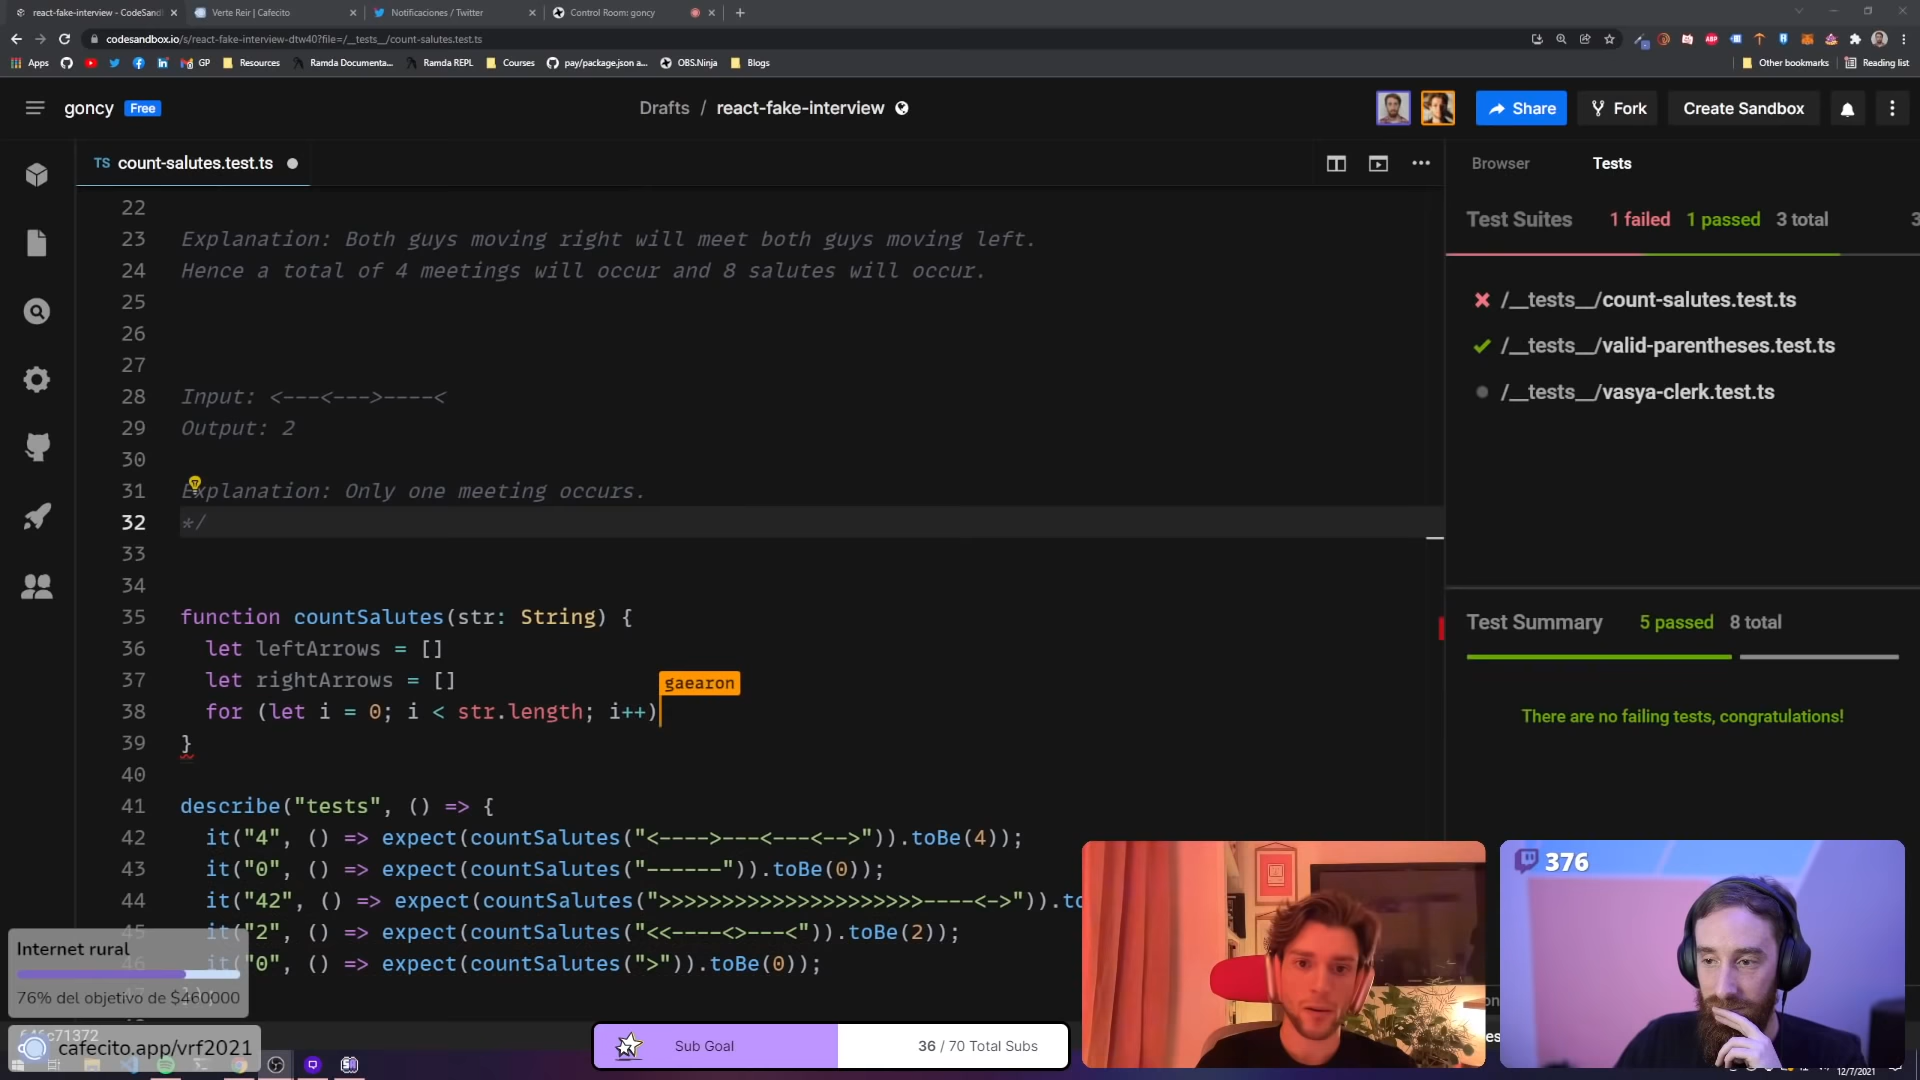 react-fake-interview - CodeSand
Verte Reir | Cafecito
Notificaciones / Twitter
Control Room: goncy
codesandbox.io/s/react-fake-interview-dtw40?file=/__tests__/count-salutes.test.ts
Apps
GP
Resources
Ramda Documenta...
Ramda REPL
Courses
pay/package.json a...
OBS.Ninja
Blogs
Other bookmarks
Reading list
goncy
Free
Drafts / react-fake-interview
Share
Fork
Create Sandbox
TS count-salutes.test.ts
Browser
Tests
Test Suites 1 failed 1 passed 3 total
/__tests__/count-salutes.test.ts
/__tests__/valid-parentheses.test.ts
/__tests__/vasya-clerk.test.ts
Test Summary 5 passed 8 total
There are no failing tests, congratulations!
22
23 Explanation: Both guys moving right will meet both guys moving left.
24 Hence a total of 4 meetings will occur and 8 salutes will occur.
25
26
27
28 Input: <---<--->----<
29 Output: 2
30
31 Explanation: Only one meeting occurs.
32 */
33
34
35 function countSalutes(str: String) {
36 let leftArrows = []
37 let rightArrows = []
gaearon
38 for (let i = 0; i < str.length; i++)
39 }
40
41 describe("tests", () => {
42 it("4", () => expect(countSalutes("<---->---<---<-->")).toBe(4));
43 it("0", () => expect(countSalutes("------")).toBe(0));
44 it("42", () => expect(countSalutes(">>>>>>>>>>>>>>>>>>>>>----<->")).to
45 it("2", () => expect(countSalutes("<<----<>---<")).toBe(2));
46 it("0", () => expect(countSalutes(">")).toBe(0));
Internet rural
76% del objetivo de $460000
cafecito.app/vrf2021
Sub Goal
36 / 70 Total Subs
376
12/7/2021